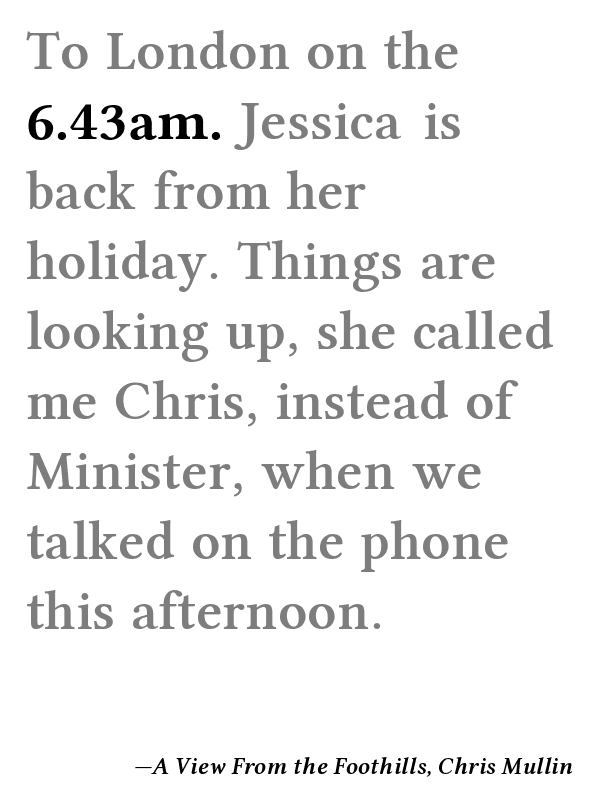 To London on the
6.43am. Jessica is
back from her
holiday. Things are
looking up, she called
me Chris, instead of
Minister, when we
talked on the phone
this afternoon.
—A View From the Foothills, Chris Mullin